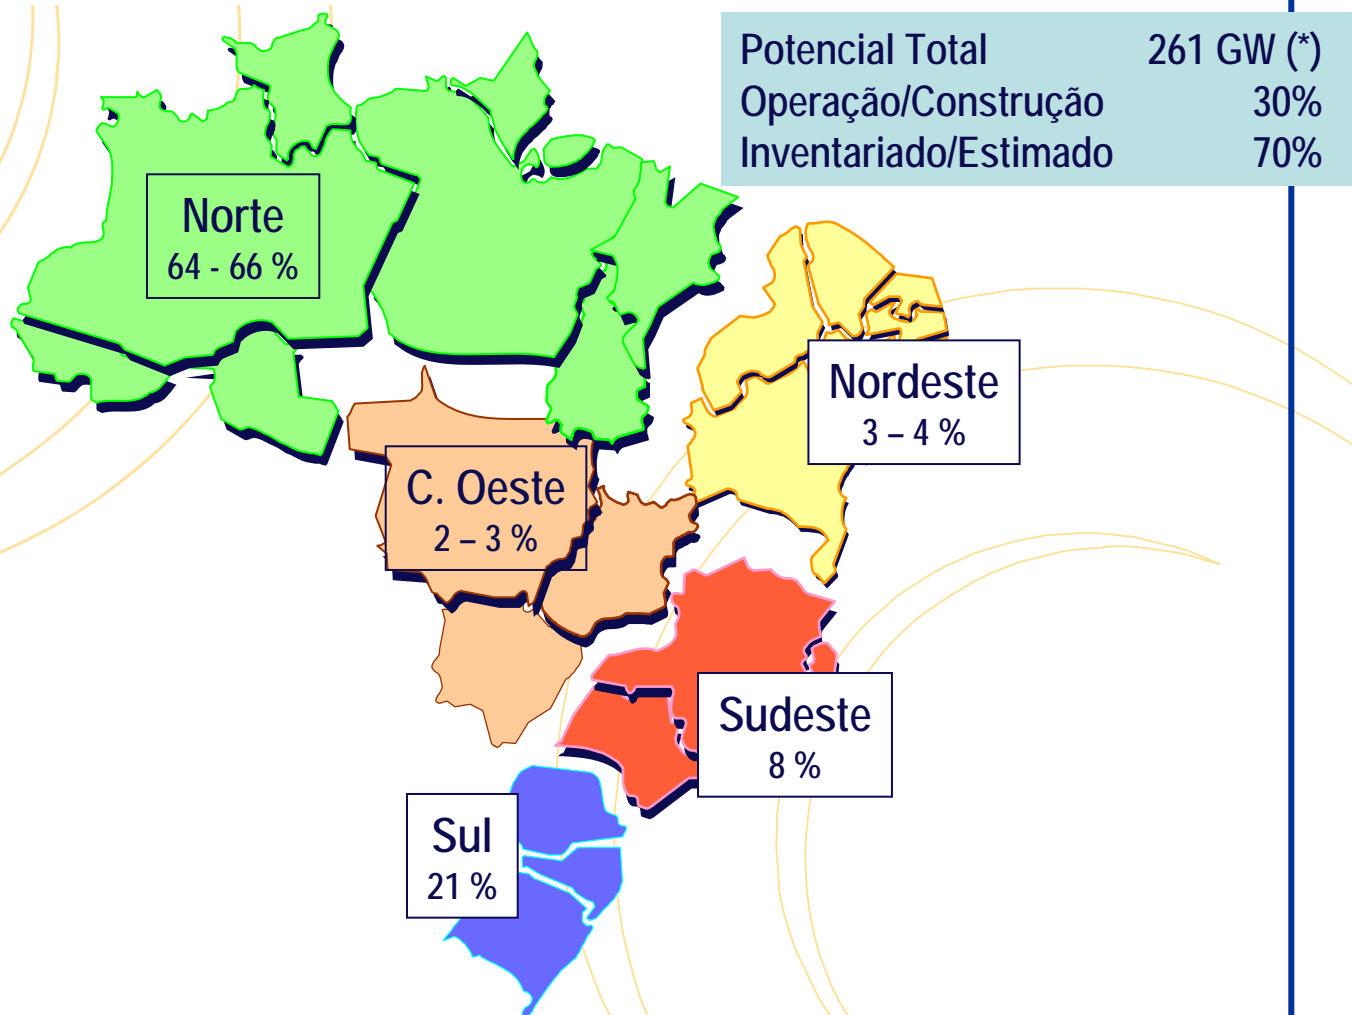 Potencial Total 261 GW (*)
Operação/Construção 30%
Inventariado/Estimado 70%
Norte
64 - 66 %
Nordeste
3 – 4 %
C. Oeste
2 – 3 %
Sudeste
8 %
Sul
21 %